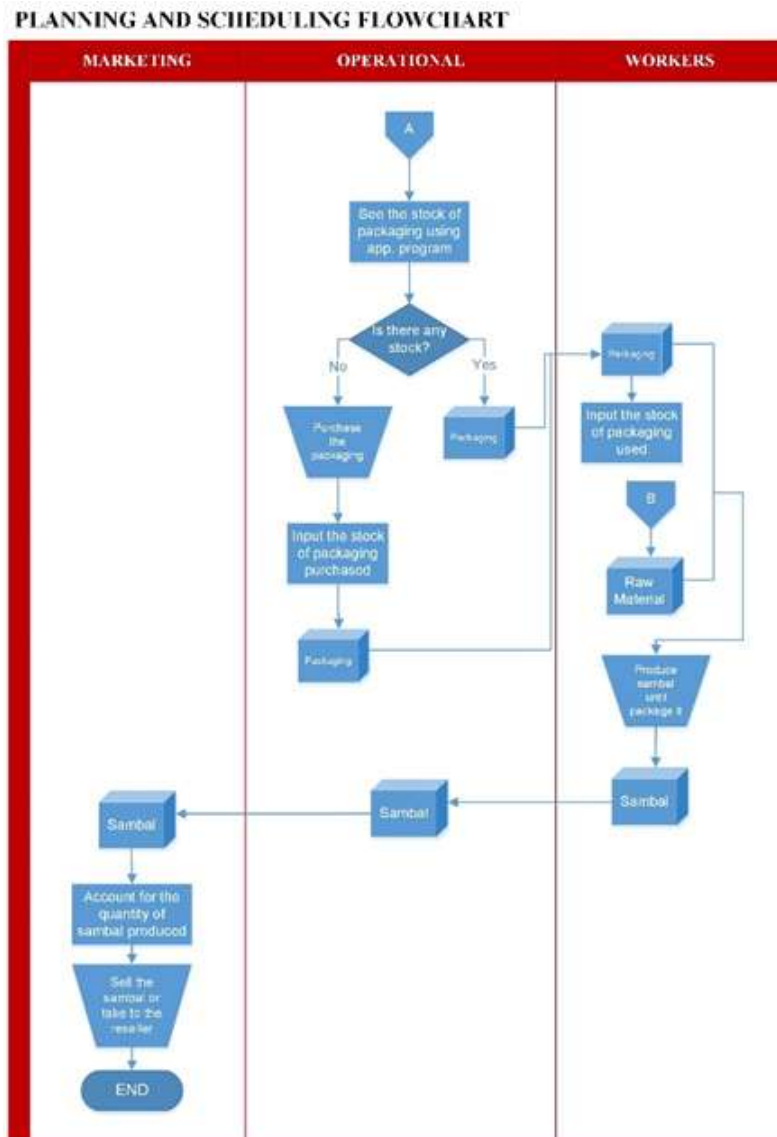 PLANNING AND SCHEDULING FLOWCHART
MARKETING
OPERATIONAL
WORKERS
A
See the stock of
packaging using
app. program
Is there any
stock?
No
Yes
Purchase
the
packaging
Packaging
Input the stock
of packaging
purchased
Packaging
Packaging
Input the stock
of packaging
used
B
Raw
Material
Produce
sambal
until
package it
Sambal
Sambal
Sambal
Account for the
quantity of
sambal produced
Sell the
sambal or
take to the
reseller
END